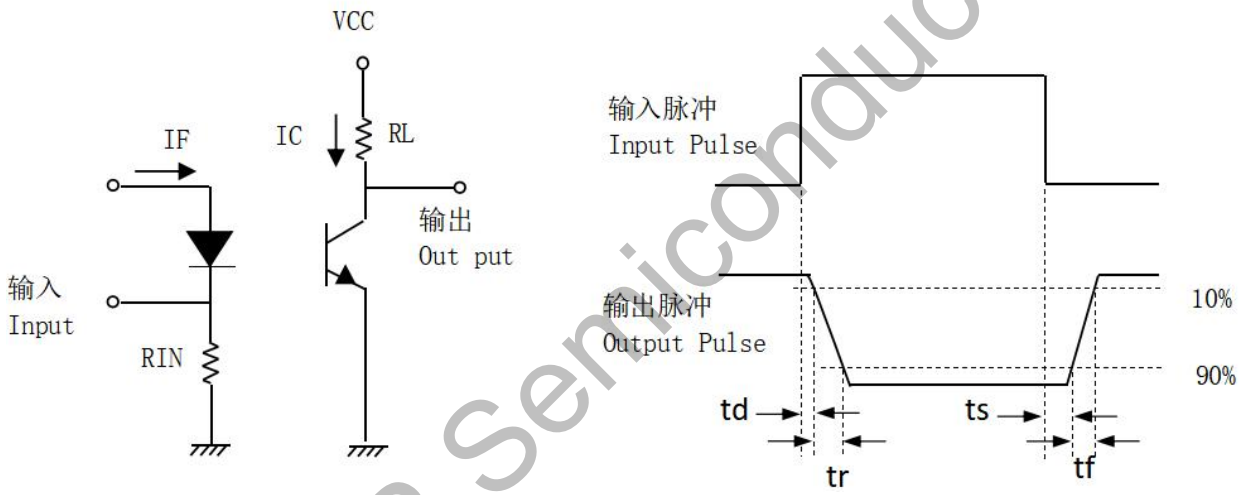 VCC
IF
IC
RL
输出
Out put
输入
Input
RIN
输入脉冲
Input Pulse
输出脉冲
Output Pulse
10%
90%
td
ts
tr
tf